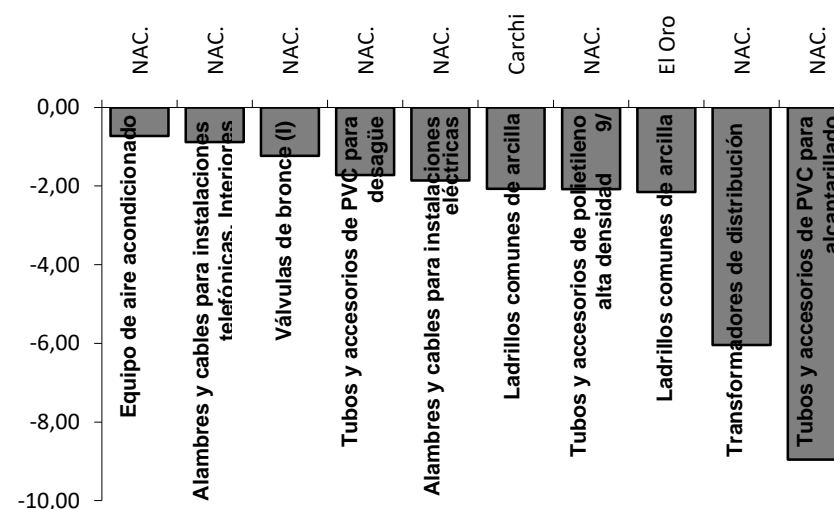 NAC.
NAC.
NAC.
NAC.
NAC.
Carchi
NAC.
El Oro
NAC.
NAC.
0,00
-2,00
-4,00
-6,00
-8,00
-10,00
Equipo de aire acondicionado
Alambres y cables para instalaciones
telefónicas. Interiores
Válvulas de bronce (I)
Tubos y accesorios de PVC para
desagüe
Alambres y cables para instalaciones
eléctricas
Ladrillos comunes de arcilla
Tubos y accesorios de polietileno 9/
alta densidad
Ladrillos comunes de arcilla
Transformadores de distribución
Tubos y accesorios de PVC para
alcantarillado